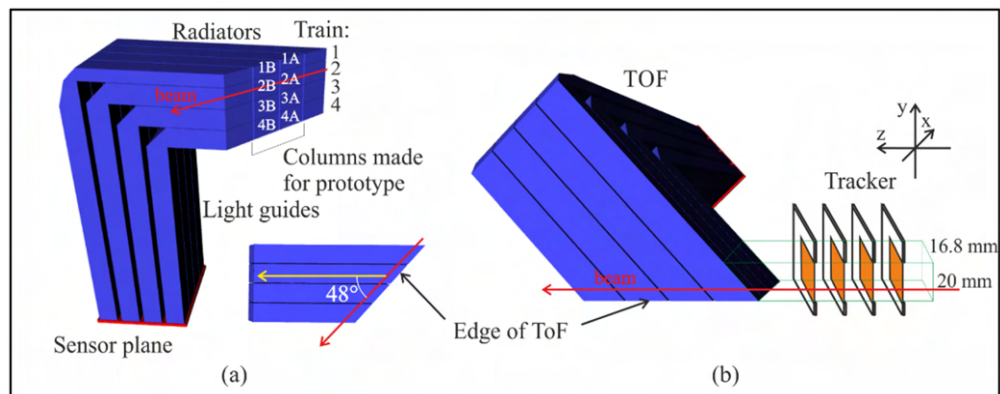 Radiators
Train:
1A 1
1B 2
2B 2A 3
beam 3A 4
3B 4A
4B
Columns made
for prototype
Light guides
48°
Sensor plane
Edge of ToF
(a)
TOF
y
x
z
Tracker
16.8 mm
20 mm
beam
(b)